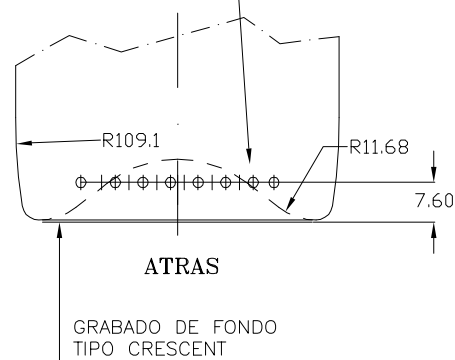 R109.1
R11.68
7.60
ATRAS
GRABADO DE FONDO
TIPO CRESCENT